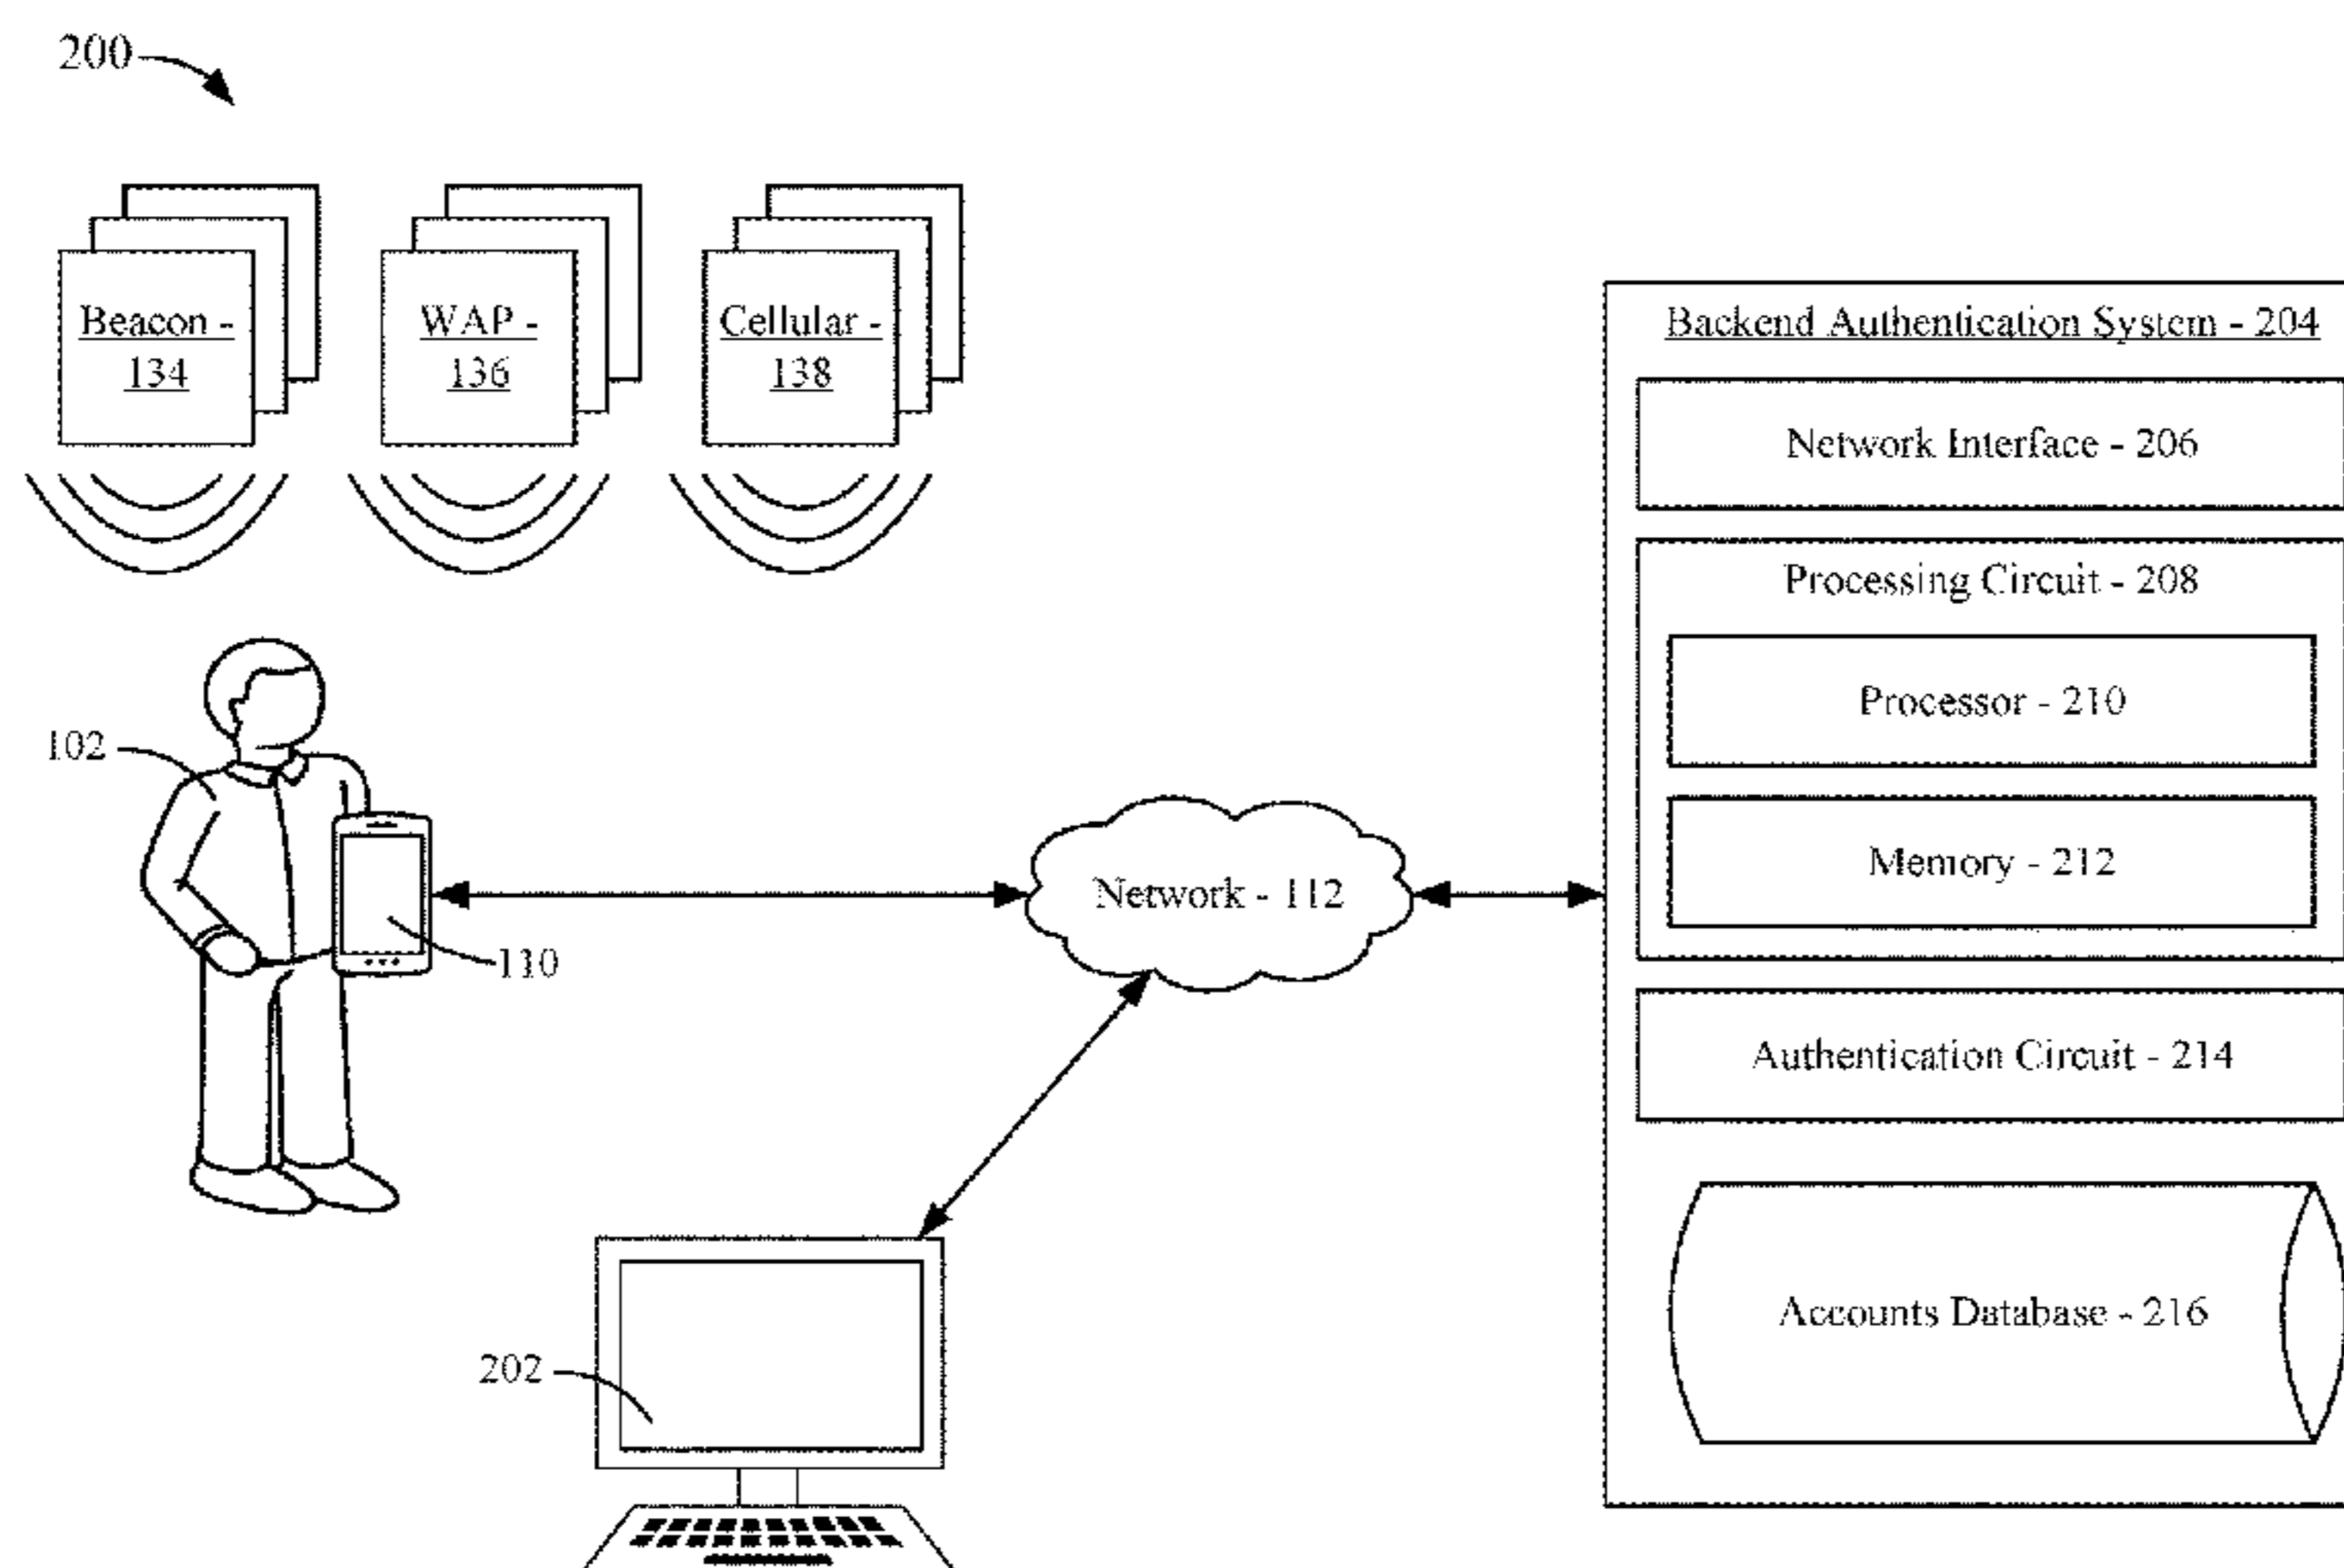 200
Beacon -
134
WAP -
136
Cellular -
138
Backend Authentication System - 204
Network Interface - 206
Processing Circuit - 208
Processor - 210
Memory - 212
102
110
Network - 112
Authentication Circuit - 214
Accounts Database - 216
202